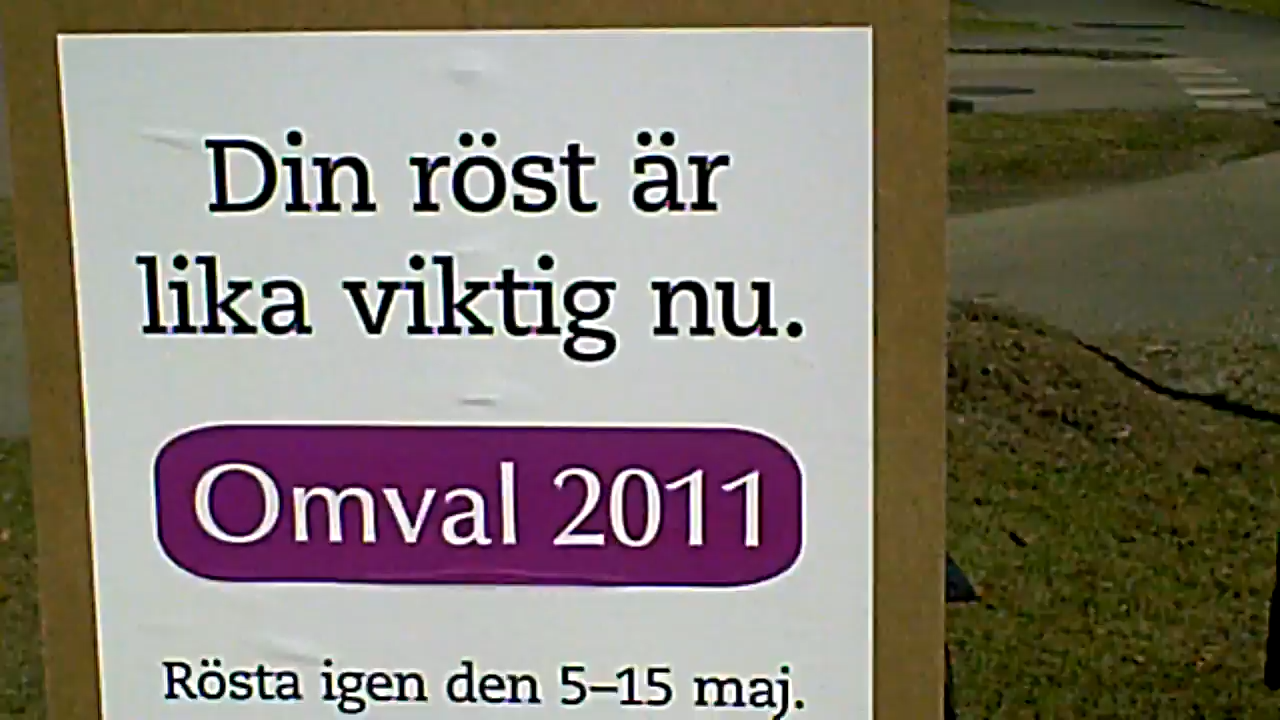 Din röst är
lika viktig nu.
Omval 2011
Rösta igen den 5–15 maj.